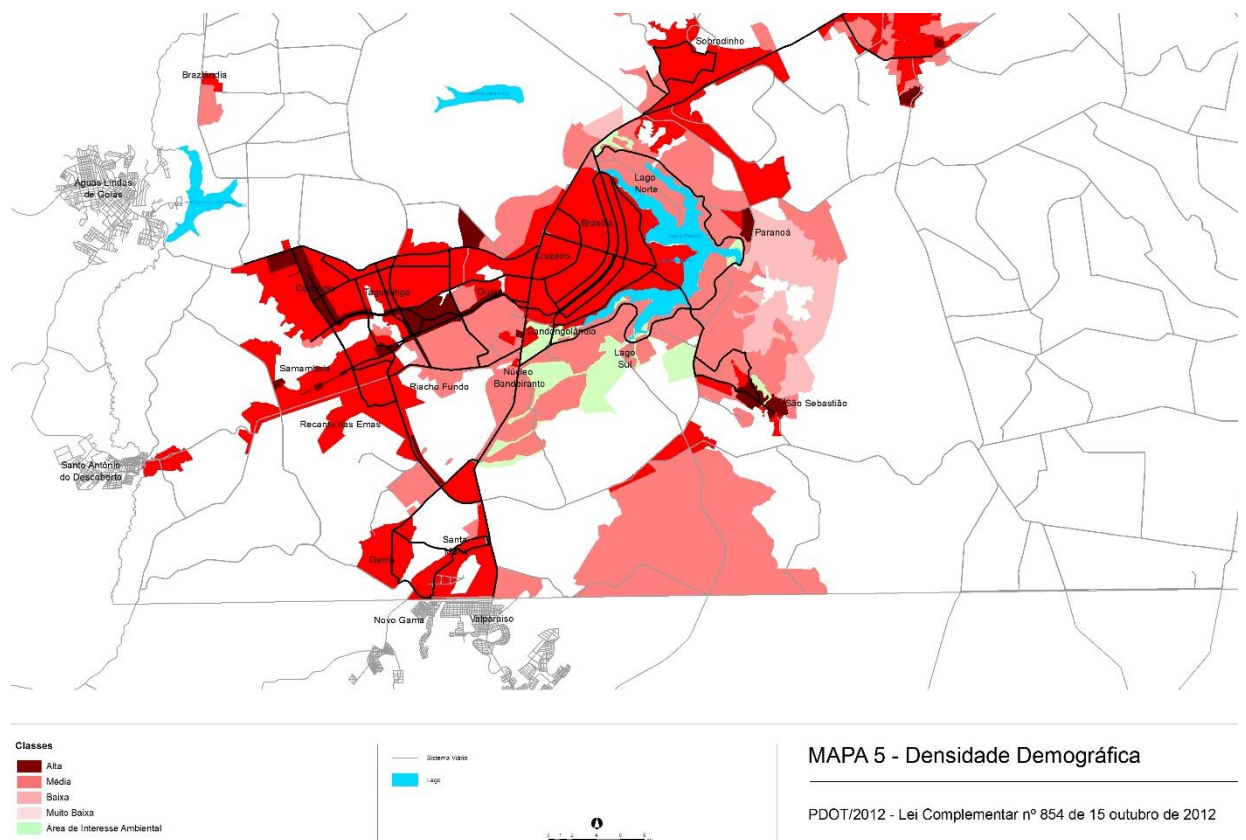 Sobradinho
Brazlândia
Águas Lindas
de Goiás
Lago
Norte
Brasília
Paranoá
Cruzeiro
Ceilândia
Taguatinga
Guará
Candangolândia
Lago
Sul
Samambaia
Riacho Fundo
Núcleo
Bandeirante
São Sebastião
Recanto das Emas
Santo Antônio
do Descoberto
Santa
Maria
Gama
Novo Gama
Valparaiso
Classes
Alta
Média
Baixa
Muito Baixa
Área de Interesse Ambiental
Sistema Viário
Lago
MAPA 5 - Densidade Demográfica
PDOT/2012 - Lei Complementar nº 854 de 15 outubro de 2012